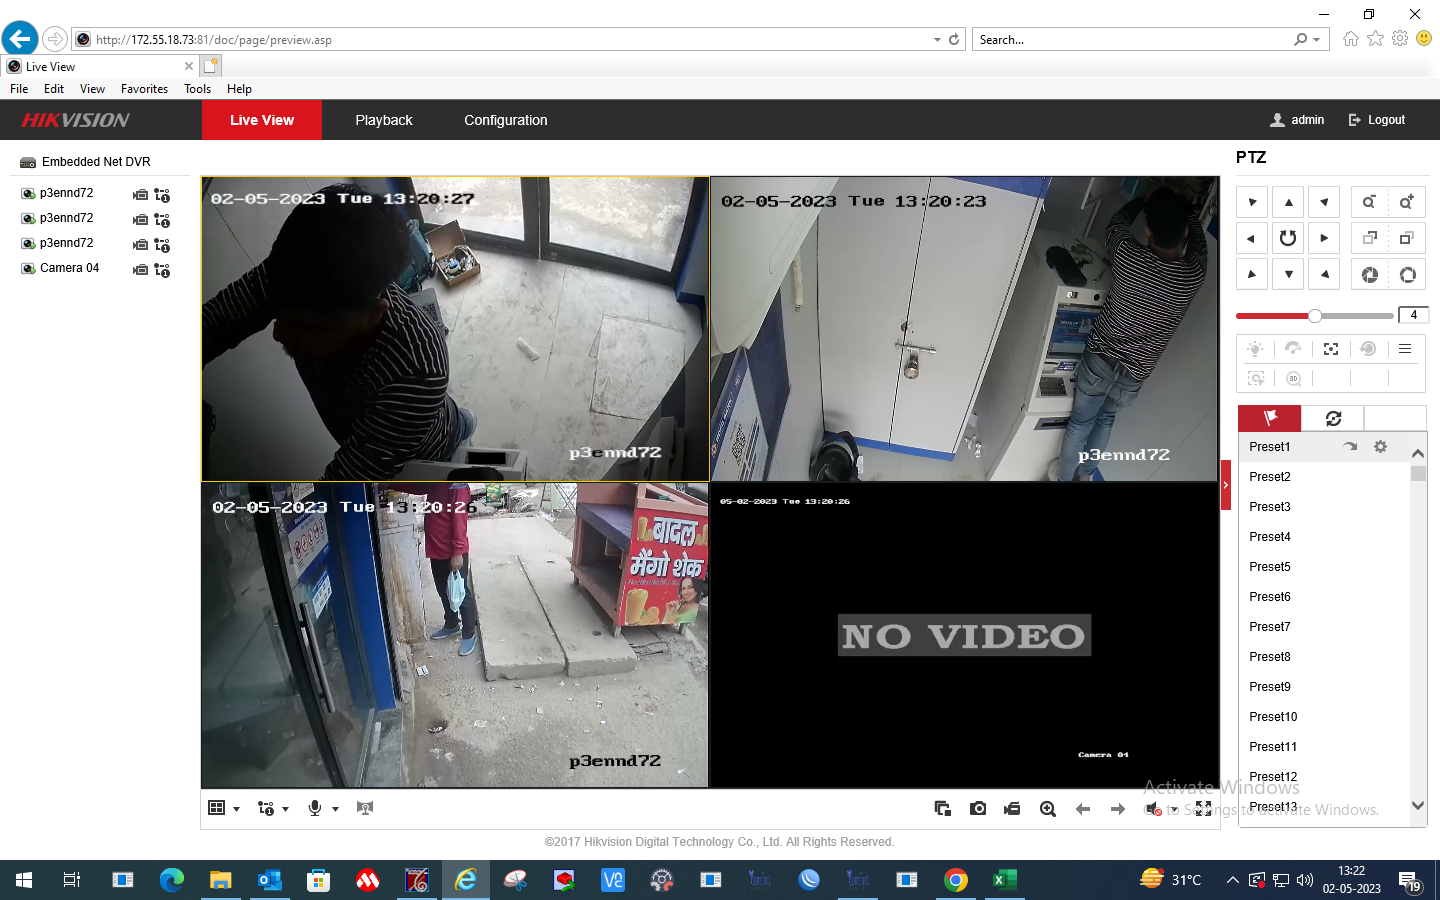 http://172.55.18.73:81/doc/page/preview.asp
Search...
Live View
File Edit View Favorites Tools Help
HIKVISION
Live View Playback Configuration
admin Logout
Embedded Net DVR
p3ennd72
p3ennd72
p3ennd72
Camera 04
02-05-2023 Tue 13:20:27
p3ennd72
02-05-2023 Tue 13:20:23
p3ennd72
02-05-2023 Tue 13:20:26
बादल
मैंगो शेक
p3ennd72
05-02-2023 Tue 13:20:26
NO VIDEO
Camera 04
PTZ
4
3D
Preset1
Preset2
Preset3
Preset4
Preset5
Preset6
Preset7
Preset8
Preset9
Preset10
Preset11
Preset12
Preset13
Activate Windows
Go to Settings to activate Windows.
©2017 Hikvision Digital Technology Co., Ltd. All Rights Reserved.
31°C
13:22
02-05-2023
19